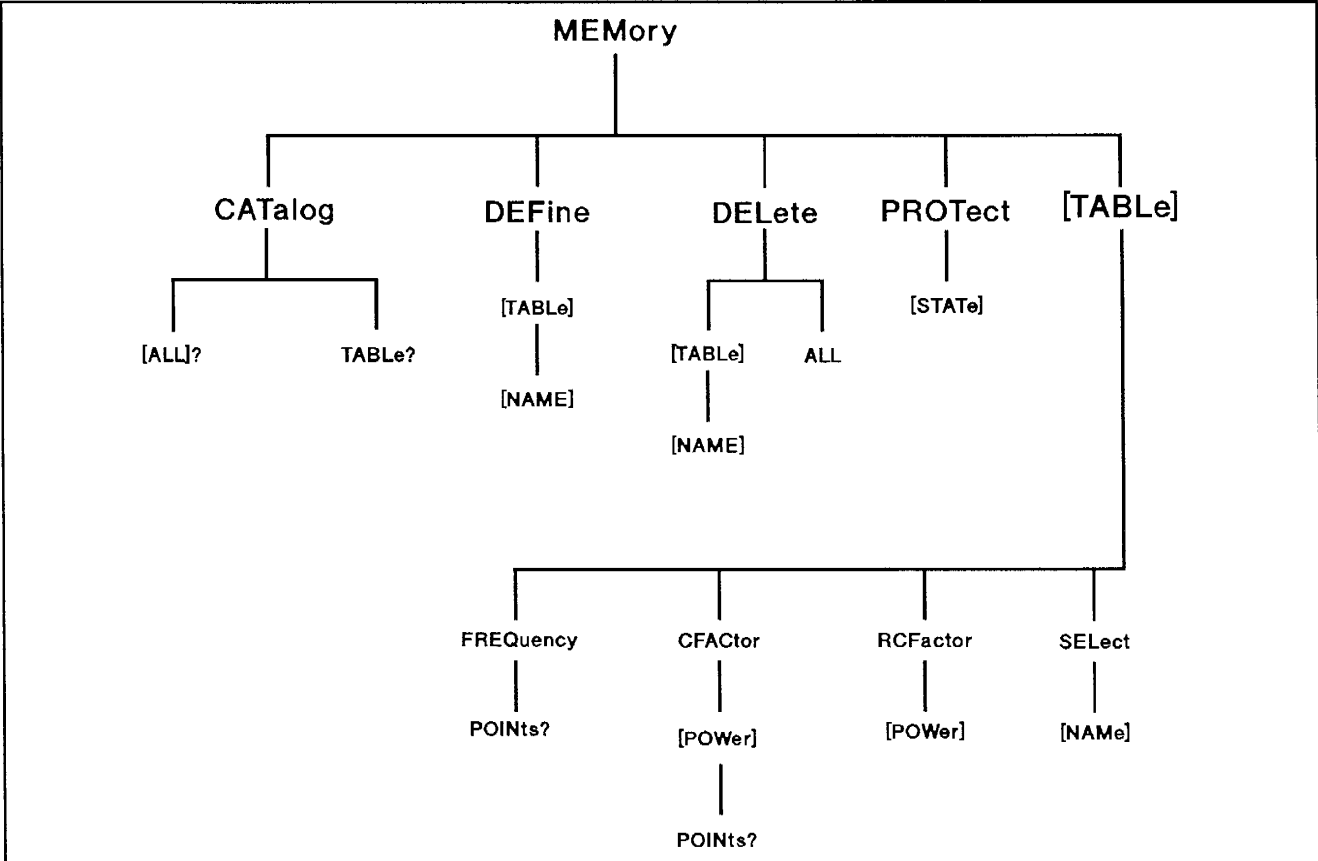 MEMory
CATalog DEFine DELete PROTect [TABLe]
[TABLe] [STATe]
[ALL]? TABLe? [TABLe] ALL
[NAME]
[NAME]
FREQuency CFACtor RCFactor SELect
POINts? [POWer] [POWer] [NAMe]
POINts?